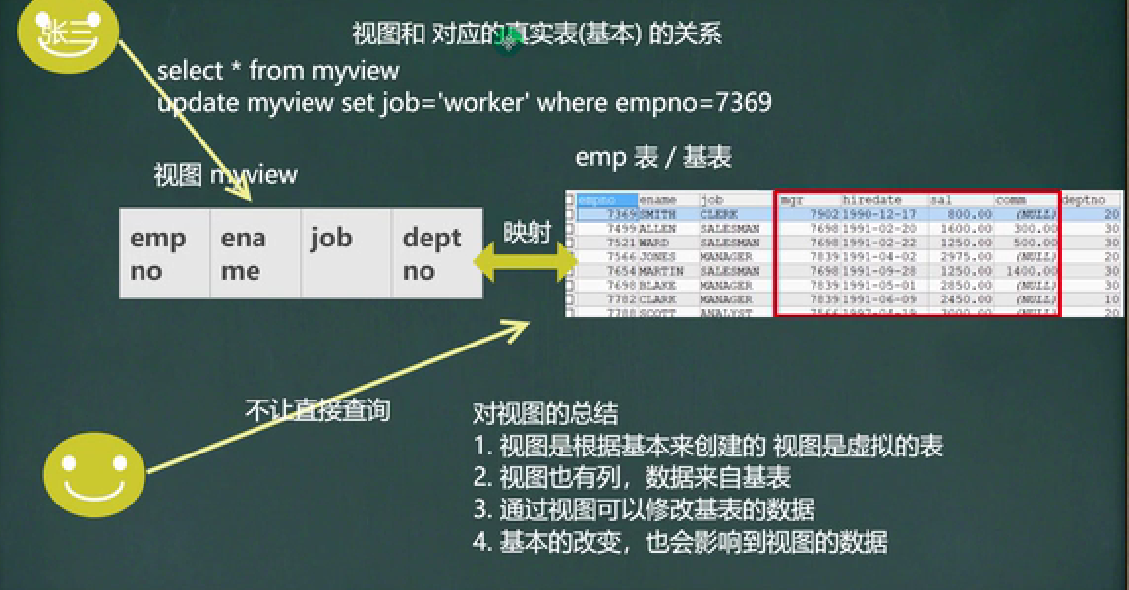 张三
视图和 对应的真实表(基本) 的关系
select * from myview
update myview set job='worker' where empno=7369
emp 表 / 基表
视图 myview
empno ename job mgr hiredate sal comm deptno
7369 SMITH CLERK 7902 1990-12-17 800.00 (NULL) 20
7499 ALLEN SALESMAN 7698 1991-02-20 1600.00 300.00 30
7521 WARD SALESMAN 7698 1991-02-22 1250.00 500.00 30
7566 JONES MANAGER 7839 1991-04-02 2975.00 (NULL) 20
7654 MARTIN SALESMAN 7698 1991-09-28 1250.00 1400.00 30
7698 BLAKE MANAGER 7839 1991-05-01 2850.00 (NULL) 30
7782 CLARK MANAGER 7839 1991-06-09 2450.00 (NULL) 10
7788 SCOTT ANALYST 7566 1997-04-19 3000.00 (NULL) 20
emp ena job dept
no me no
映射
不让直接查询
对视图的总结
1. 视图是根据基本来创建的 视图是虚拟的表
2. 视图也有列，数据来自基表
3. 通过视图可以修改基表的数据
4. 基本的改变，也会影响到视图的数据